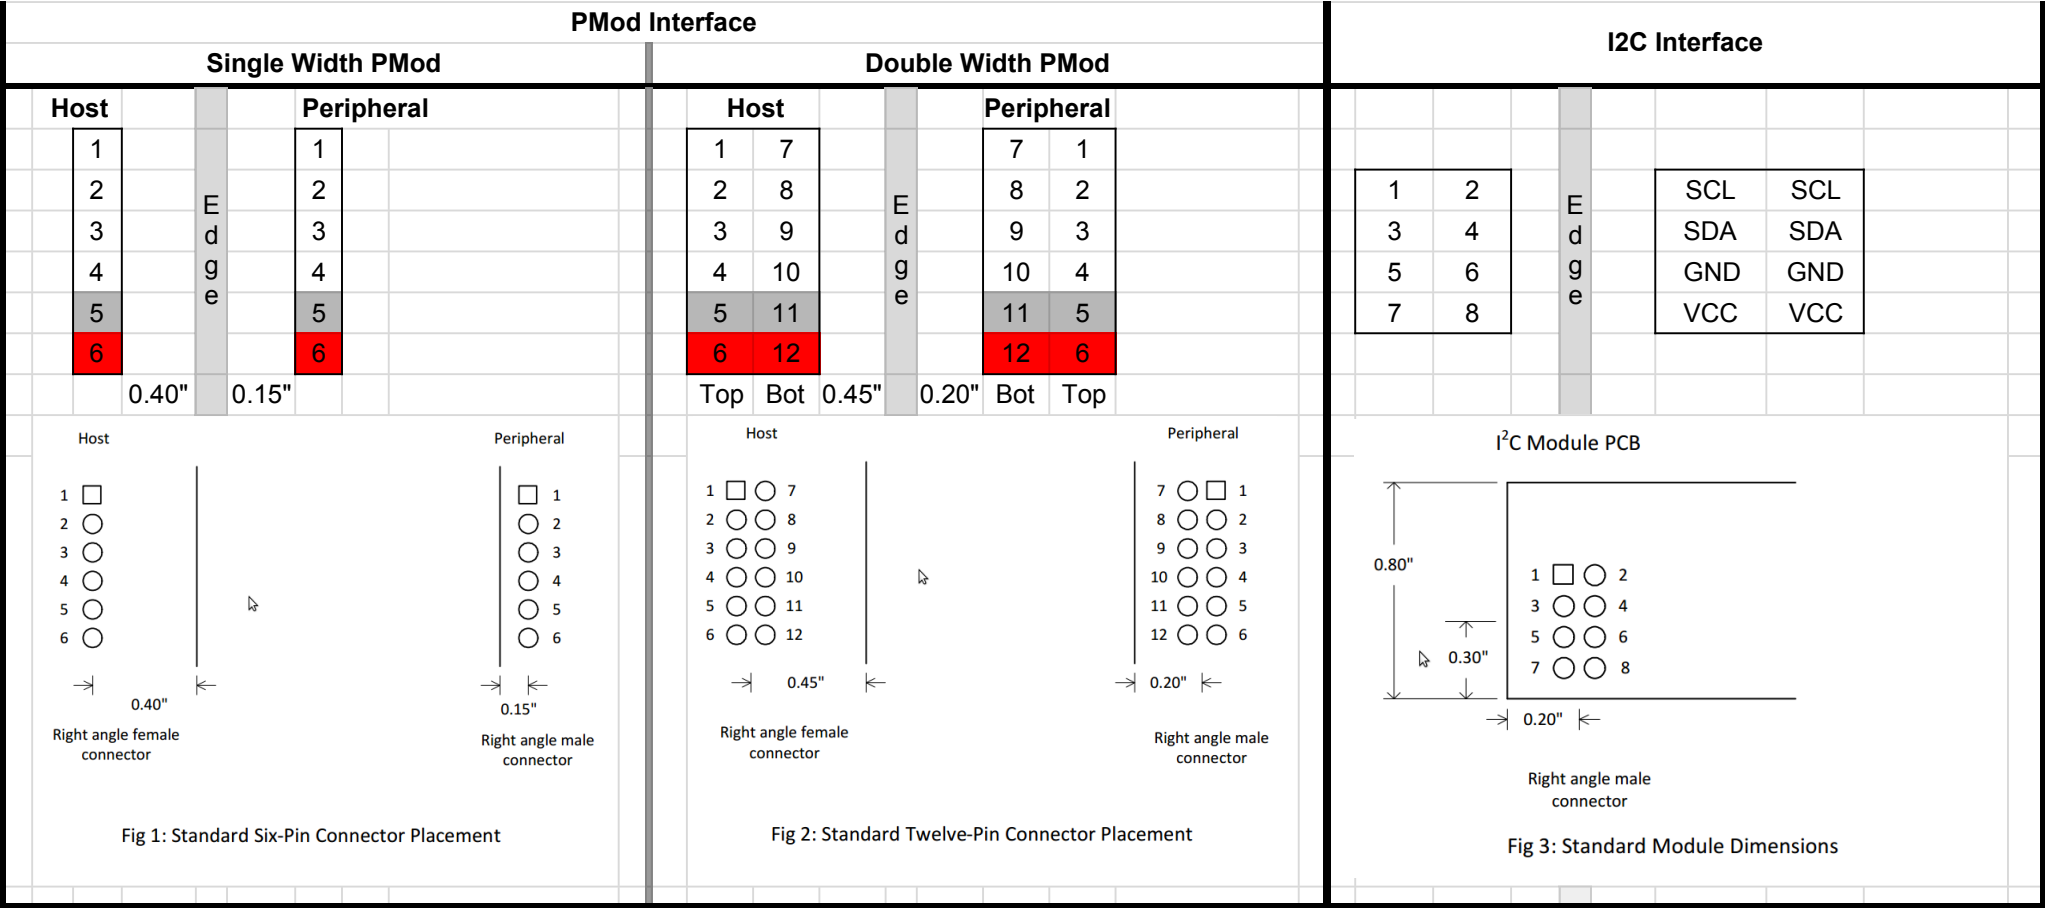 PMod Interface
I2C Interface
Single Width PMod
Double Width PMod
Host Peripheral
Host Peripheral
1 1
2 2
3 3
4 4
5 5
6 6
Edge
0.40" 0.15"
1 7 7 1
2 8 8 2
3 9 9 3
4 10 10 4
5 11 11 5
6 12 12 6
Edge
Top Bot 0.45" 0.20" Bot Top
1 2 SCL SCL
3 4 SDA SDA
5 6 GND GND
7 8 VCC VCC
Edge
Host Peripheral
1 1
2 2
3 3
4 4
5 5
6 6
0.40"
0.15"
Right angle female
connector
Right angle male
connector
Fig 1: Standard Six-Pin Connector Placement
Host Peripheral
1 7 7 1
2 8 8 2
3 9 9 3
4 10 10 4
5 11 11 5
6 12 12 6
0.45" 0.20"
Right angle female
connector
Right angle male
connector
Fig 2: Standard Twelve-Pin Connector Placement
I²C Module PCB
0.80"
1 2
3 4
5 6
7 8
0.30"
0.20"
Right angle male
connector
Fig 3: Standard Module Dimensions